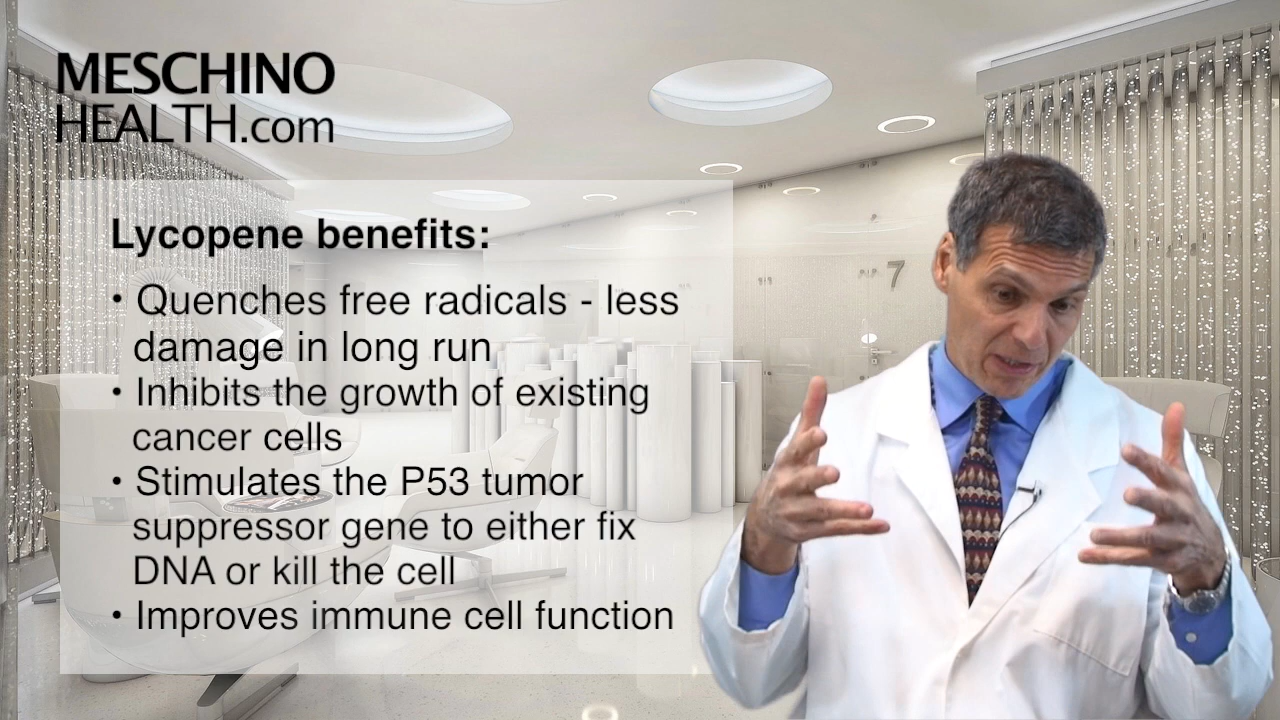 MESCHINO
HEALTH.com
Lycopene benefits:
• Quenches free radicals - less
damage in long run
• Inhibits the growth of existing
cancer cells
• Stimulates the P53 tumor
suppressor gene to either fix
DNA or kill the cell
• Improves immune cell function
7